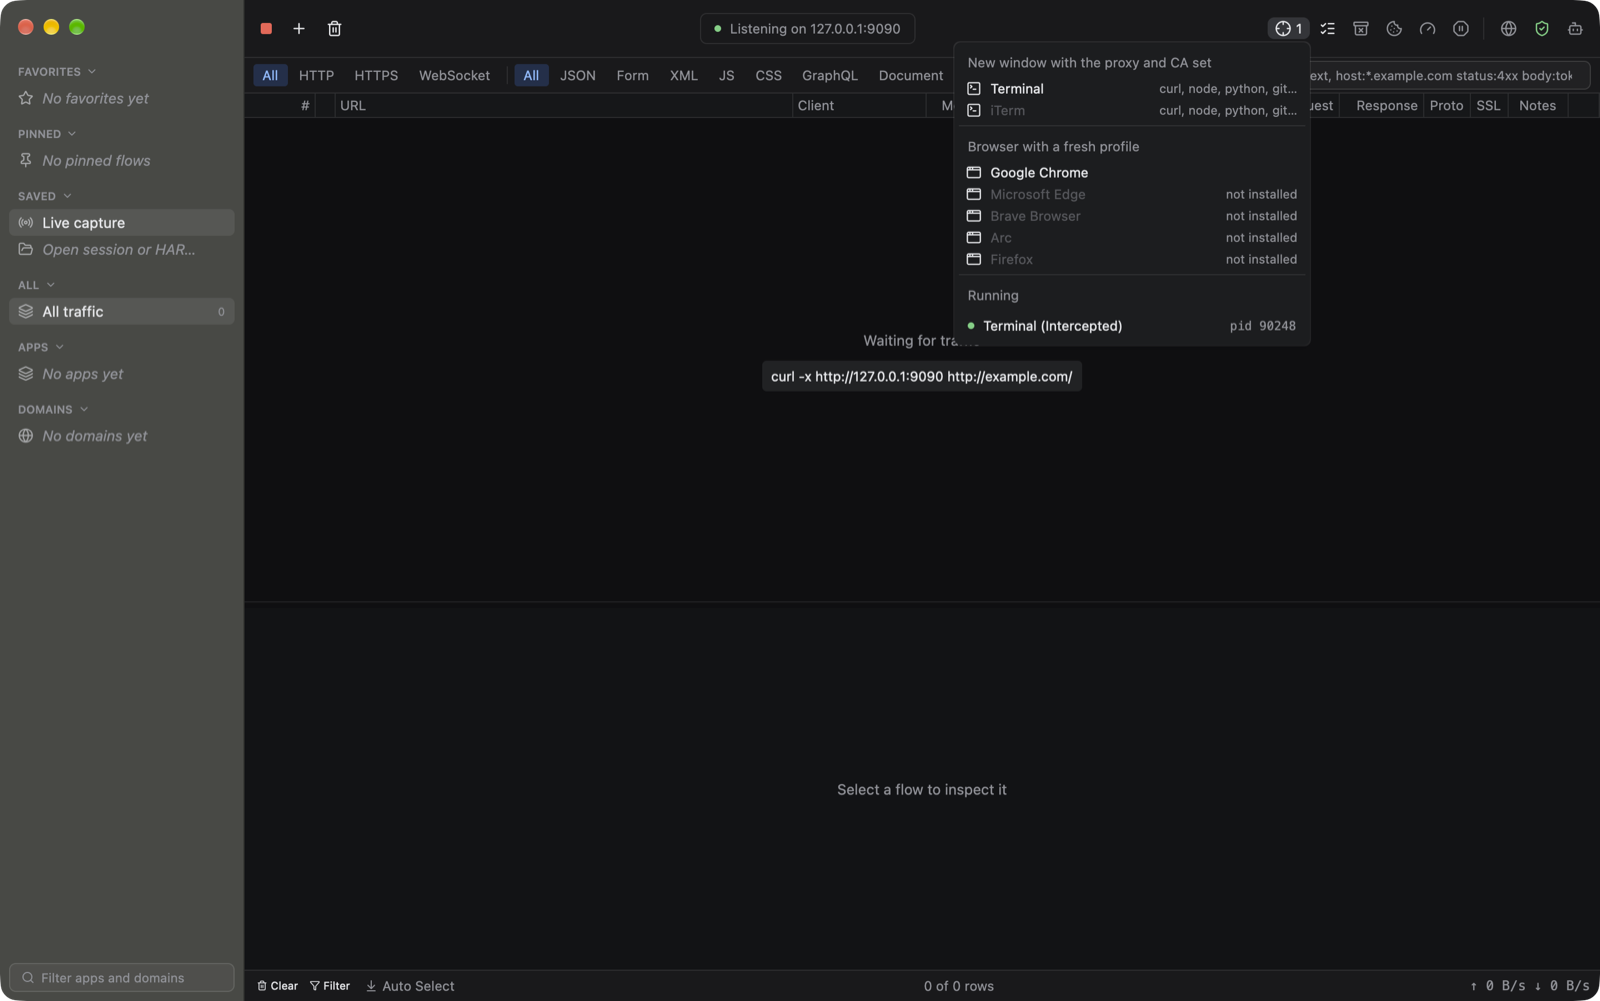 FAVORITES
No favorites yet
PINNED
No pinned flows
SAVED
Live capture
Open session or HAR...
ALL
All traffic 0
APPS
No apps yet
DOMAINS
No domains yet
Filter apps and domains
Listening on 127.0.0.1:9090
1
All HTTP HTTPS WebSocket All JSON Form XML JS CSS GraphQL Document
ext, host:*.example.com status:4xx body:tok
# URL Client M uest Response Proto SSL Notes
New window with the proxy and CA set
Terminal curl, node, python, git...
iTerm curl, node, python, git...
Browser with a fresh profile
Google Chrome
Microsoft Edge not installed
Brave Browser not installed
Arc not installed
Firefox not installed
Running
Terminal (Intercepted) pid 90248
Waiting for tra
curl -x http://127.0.0.1:9090 http://example.com/
Select a flow to inspect it
Clear Filter Auto Select 0 of 0 rows ↑ 0 B/s ↓ 0 B/s